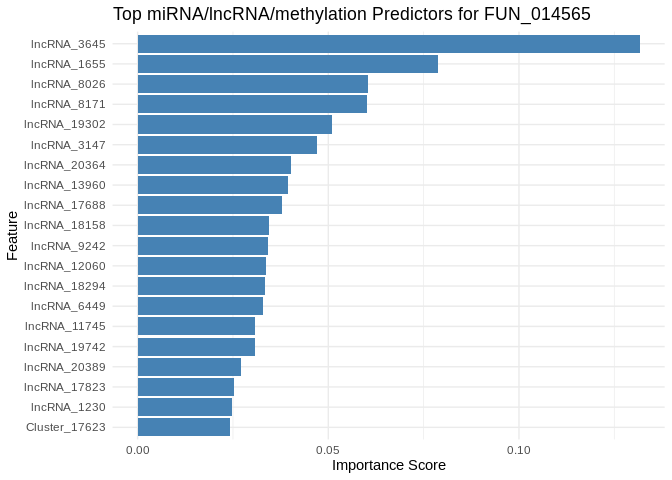 Top miRNA/lncRNA/methylation Predictors for FUN_014565
Feature
lncRNA_3645
lncRNA_1655
lncRNA_8026
lncRNA_8171
lncRNA_19302
lncRNA_3147
lncRNA_20364
lncRNA_13960
lncRNA_17688
lncRNA_18158
lncRNA_9242
lncRNA_12060
lncRNA_18294
lncRNA_6449
lncRNA_11745
lncRNA_19742
lncRNA_20389
lncRNA_17823
lncRNA_1230
Cluster_17623
0.00 0.05 0.10
Importance Score